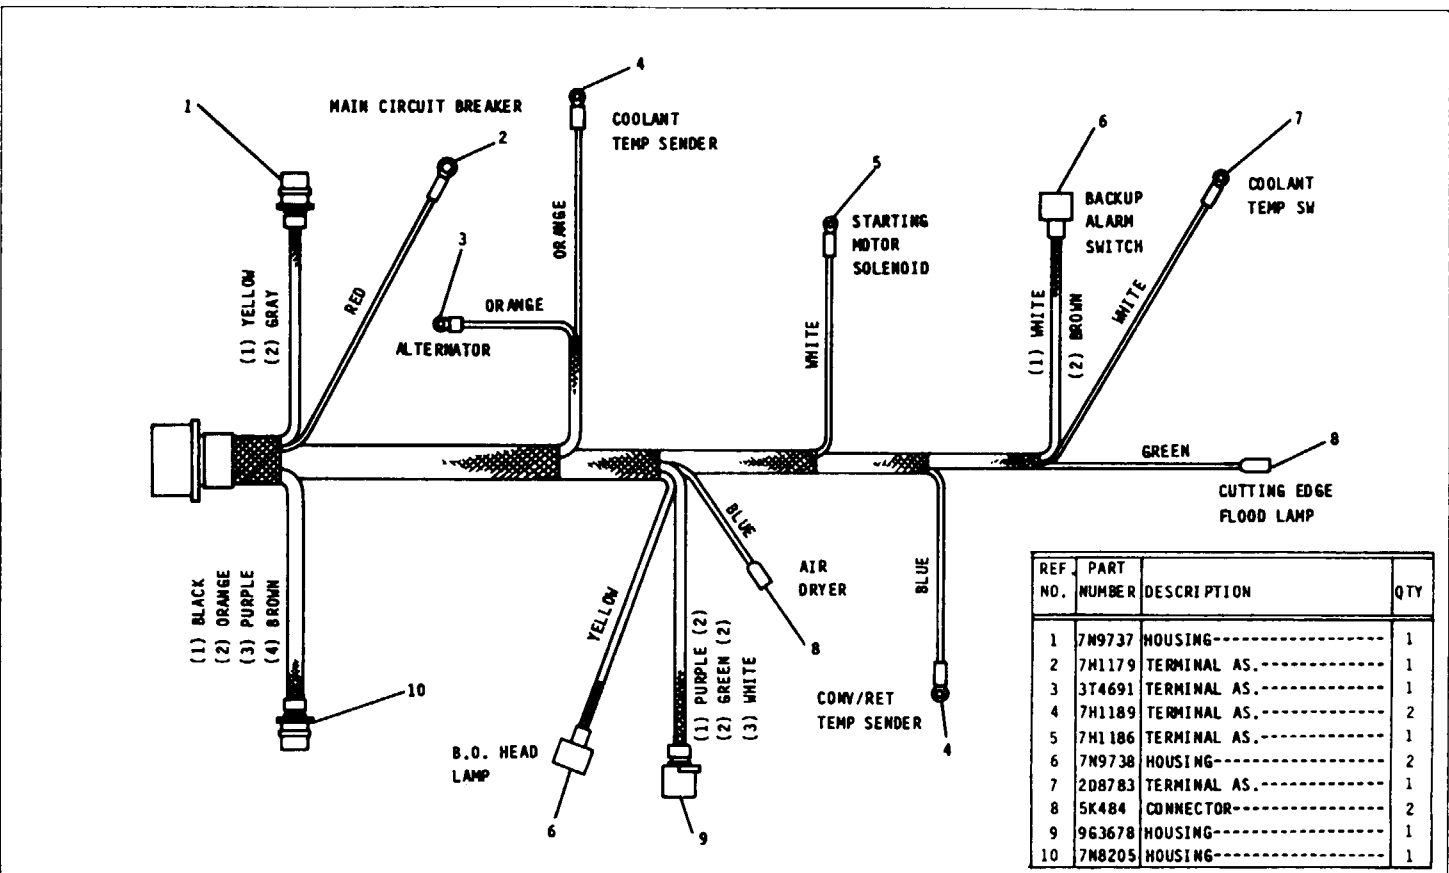 4
1
MAIN CIRCUIT BREAKER
2
COOLANT
TEMP SENDER
6
7
5
3
BACKUP
ALARM
SWITCH
COOLANT
TEMP SW
STARTING
MOTOR
SOLENOID
ORANGE
ORANGE
RED
(1) YELLOW
(2) GRAY
ALTERNATOR
WHITE
(1) WHITE
(2) BROWN
WHITE
GREEN
8
CUTTING EDGE
FLOOD LAMP
BLUE
AIR
DRYER
8
BLUE
YELLOW
(1) BLACK
(2) ORANGE
(3) PURPLE
(4) BROWN
10
(1) PURPLE (2)
(2) GREEN (2)
(3) WHITE
CONV/RET
TEMP SENDER
4
B.O. HEAD
LAMP
6
9
REF. NO. PART NUMBER DESCRIPTION QTY
1 7N9737 HOUSING 1
2 7H1179 TERMINAL AS. 1
3 3T4691 TERMINAL AS. 1
4 7H1189 TERMINAL AS. 2
5 7H1186 TERMINAL AS. 1
6 7N9738 HOUSING 2
7 2D8783 TERMINAL AS. 1
8 5K484 CONNECTOR 2
9 9G3678 HOUSING 1
10 7N8205 HOUSING 1